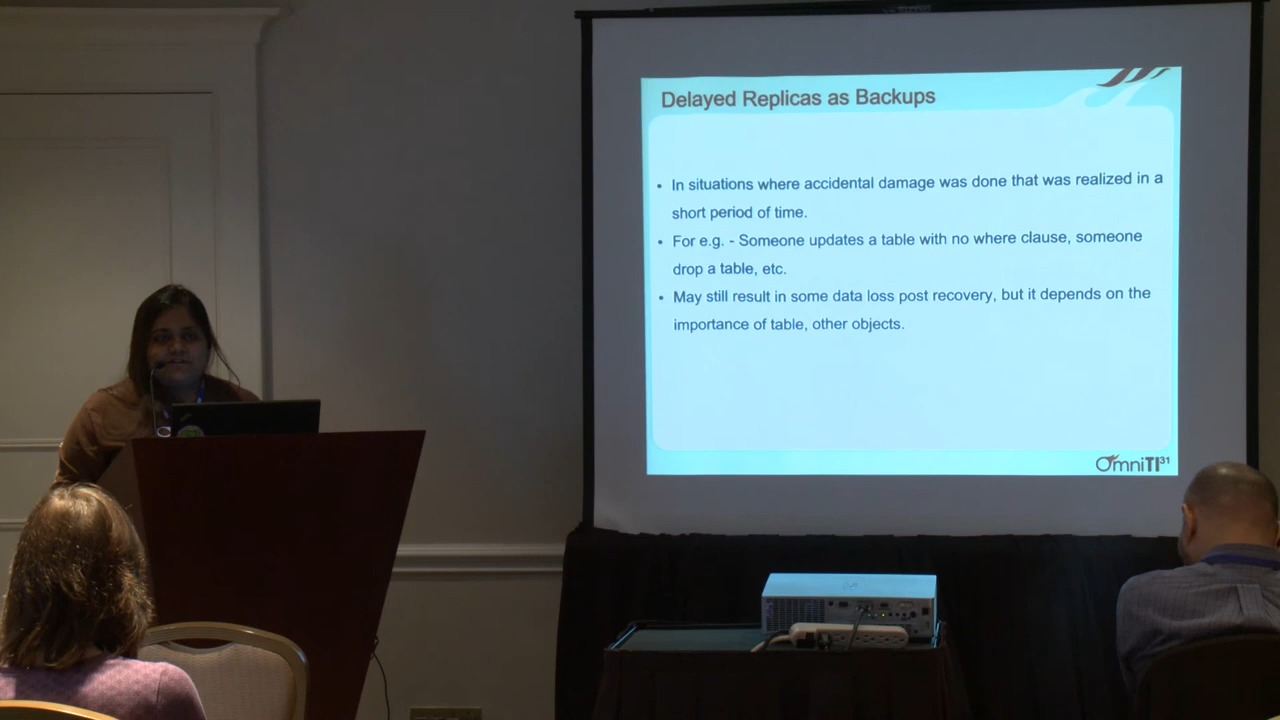 Delayed Replicas as Backups
• In situations where accidental damage was done that was realized in a
short period of time.
• For e.g. - Someone updates a table with no where clause, someone
drop a table, etc.
• May still result in some data loss post recovery, but it depends on the
importance of table, other objects.
OmniTI 31